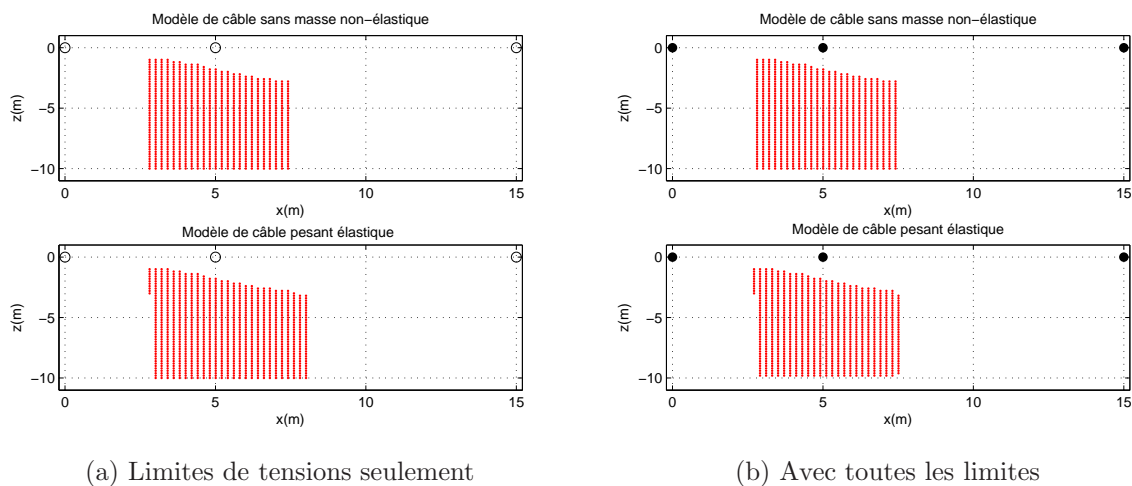 Modèle de câble sans masse non−élastique
0
−5
−10
z(m)
0
5
10
15
x(m)
Modèle de câble pesant élastique
0
−5
−10
z(m)
0
5
10
15
x(m)
(a) Limites de tensions seulement
Modèle de câble sans masse non−élastique
0
−5
−10
z(m)
0
5
10
15
x(m)
Modèle de câble pesant élastique
0
−5
−10
z(m)
0
5
10
15
x(m)
(b) Avec toutes les limites